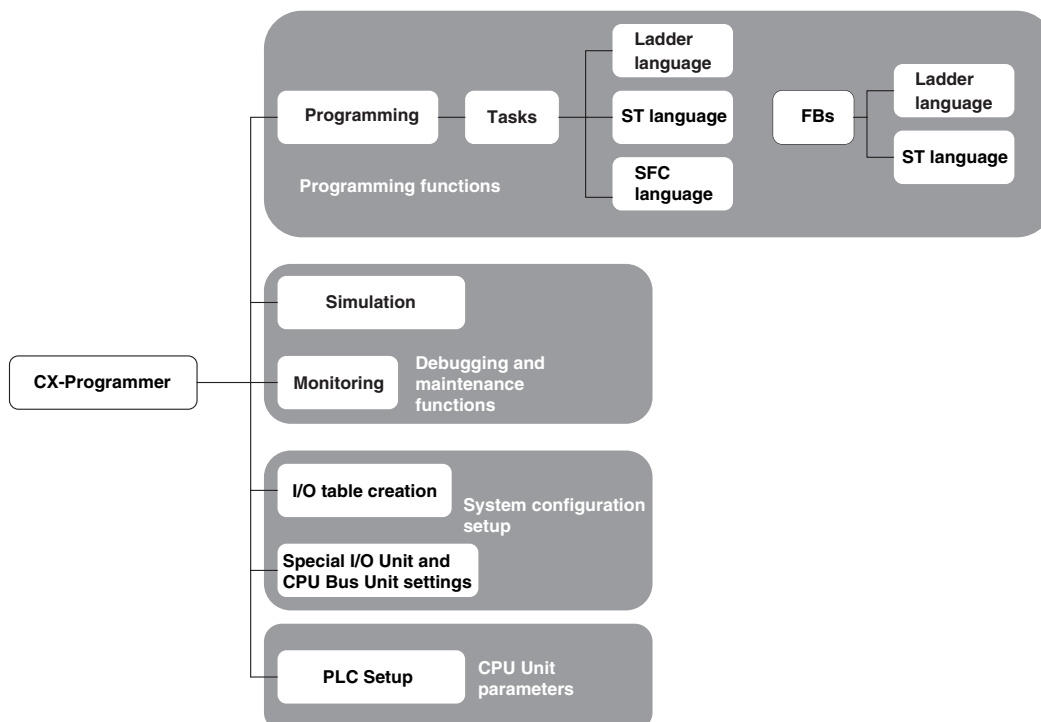 Ladder
language
Programming
Tasks
ST language
SFC
language
FBs
Ladder
language
ST language
Programming functions
Simulation
CX-Programmer
Monitoring
Debugging and
maintenance
functions
I/O table creation
System configuration
setup
Special I/O Unit and
CPU Bus Unit settings
PLC Setup
CPU Unit
parameters